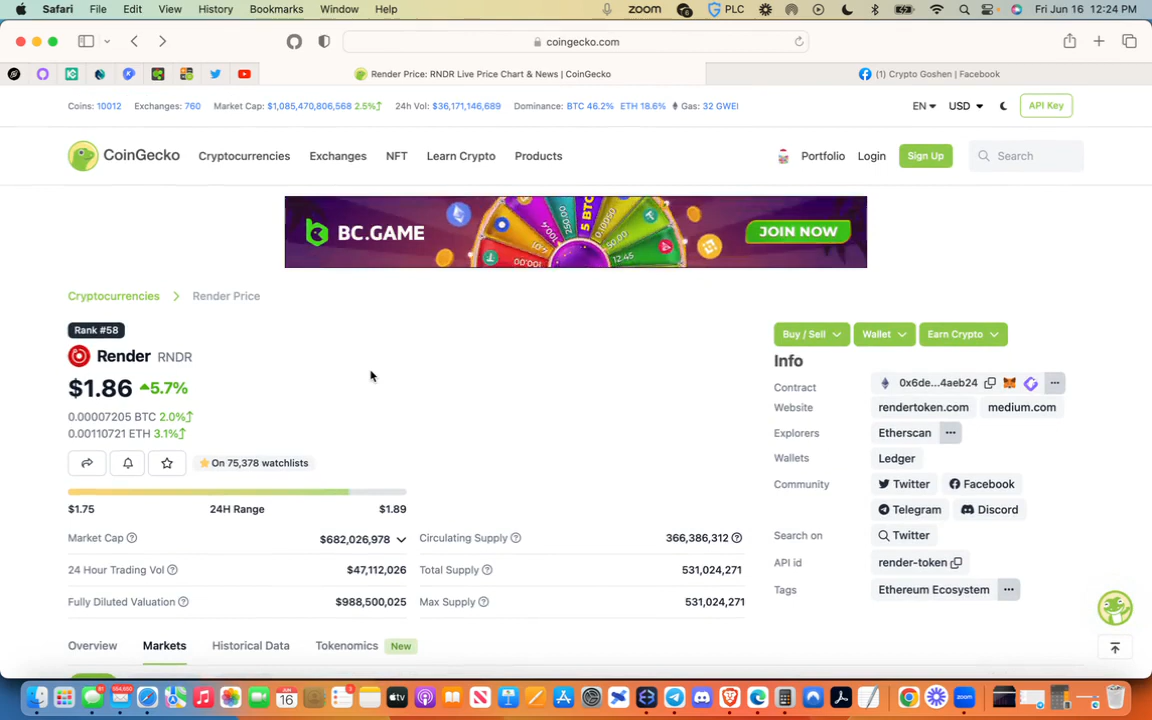 Safari File Edit View History Bookmarks Window Help zoom PLC Fri Jun 16 12:24 PM
coingecko.com
Render Price: RNDR Live Price Chart & News | CoinGecko (1) Crypto Goshen | Facebook
Coins: 10012 Exchanges: 760 Market Cap: $1,085,470,806,568 2.5% 24h Vol: $36,171,146,689 Dominance: BTC 46.2% ETH 18.6% Gas: 32 GWEI EN USD API Key
CoinGecko Cryptocurrencies Exchanges NFT Learn Crypto Products Portfolio Login Sign Up Search
BC.GAME 5 BTC JOIN NOW
Cryptocurrencies Render Price
Rank #58
Render RNDR
$1.86 5.7%
0.00007205 BTC 2.0%
0.00110721 ETH 3.1%
On 75,378 watchlists
$1.75 24H Range $1.89
Market Cap $682,026,978
24 Hour Trading Vol $47,112,026
Fully Diluted Valuation $988,500,025
Circulating Supply 366,386,312
Total Supply 531,024,271
Max Supply 531,024,271
Buy / Sell Wallet Earn Crypto
Info
Contract 0x6de...4aeb24 ...
Website rendertoken.com medium.com
Explorers Etherscan ...
Wallets Ledger
Community Twitter Facebook
Telegram Discord
Search on Twitter
API id render-token
Tags Ethereum Ecosystem ...
Overview Markets Historical Data Tokenomics New
JUN
16
zoom